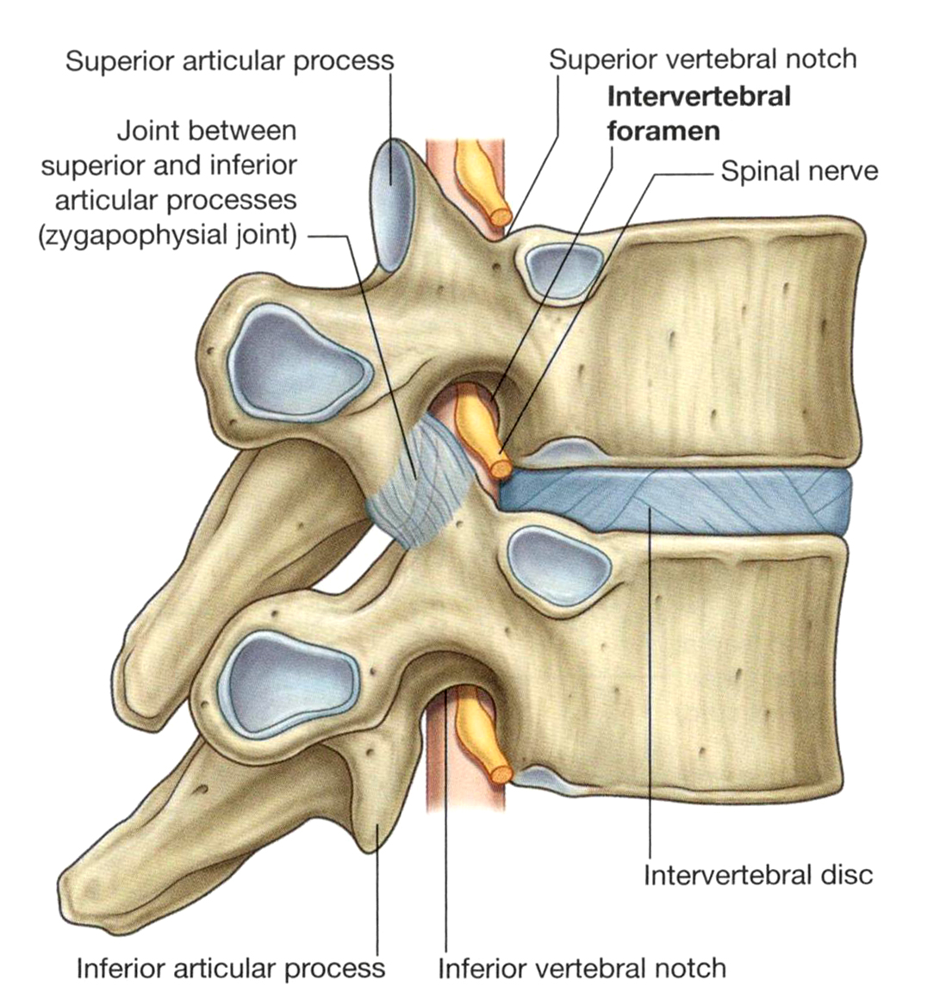 Superior articular process
Joint between
superior and inferior
articular processes
(zygapophysial joint)
Superior vertebral notch
Intervertebral
foramen
Spinal nerve
Intervertebral disc
Inferior articular process
Inferior vertebral notch